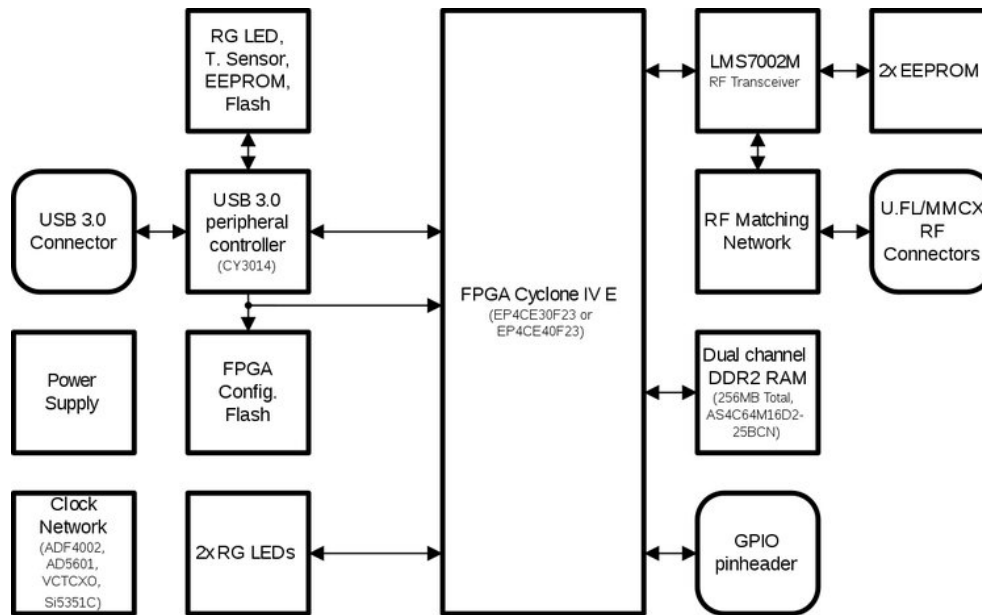 RG LED,
T. Sensor,
EEPROM,
Flash
LMS7002M
RF Transceiver
2x EEPROM
USB 3.0
Connector
USB 3.0
peripheral
controller
(CY3014)
RF Matching
Network
U.FL/MMCX
RF
Connectors
FPGA Cyclone IV E
(EP4CE30F23 or
EP4CE40F23)
Power
Supply
FPGA
Config.
Flash
Dual channel
DDR2 RAM
(256MB Total,
AS4C64M16D2-
25BCN)
Clock
Network
(ADF4002,
AD5601,
VCTCXO,
Si5351C)
2x RG LEDs
GPIO
pinheader